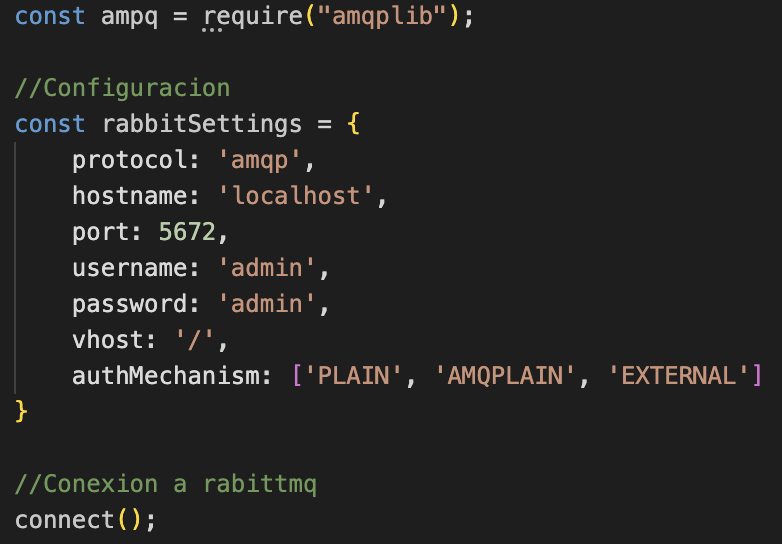 const ampq = require("amqplib");
//Configuracion
const rabbitSettings = {
protocol: 'amqp',
hostname: 'localhost',
port: 5672,
username: 'admin',
password: 'admin',
vhost: '/',
authMechanism: ['PLAIN', 'AMQPLAIN', 'EXTERNAL']
}
//Conexion a rabittmq
connect();